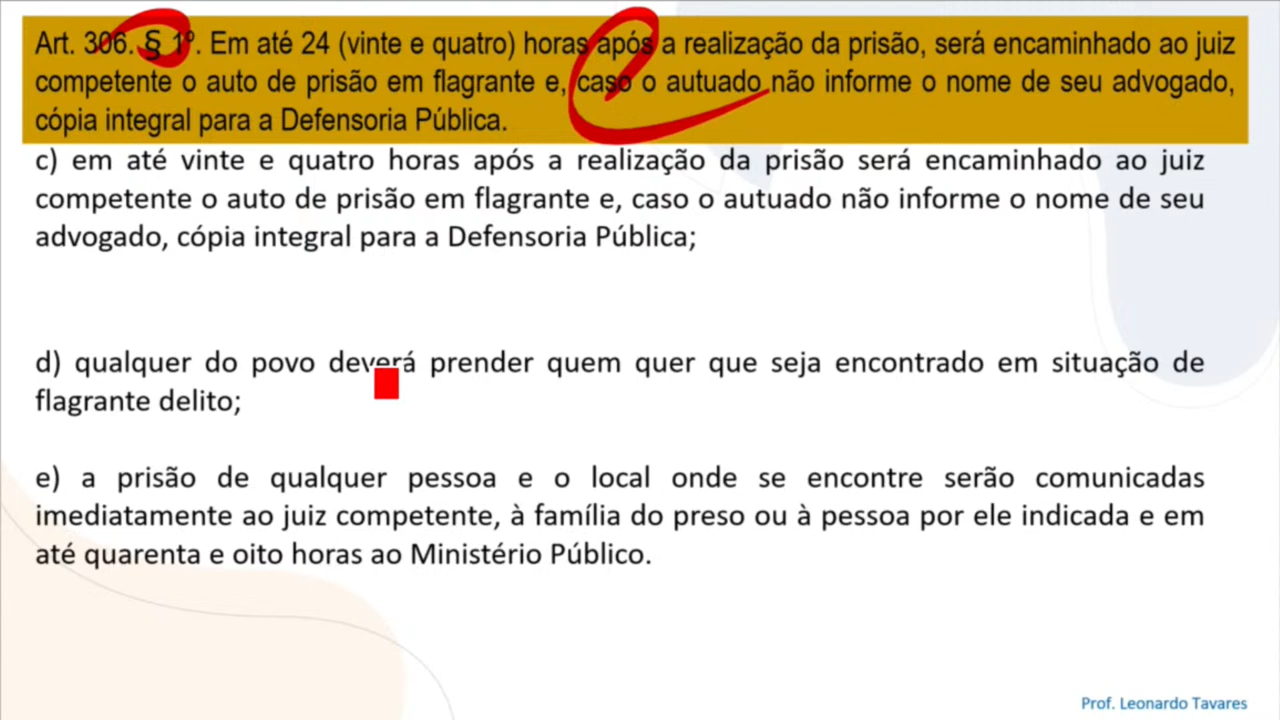 Art. 306. § 1º. Em até 24 (vinte e quatro) horas após a realização da prisão, será encaminhado ao juiz
competente o auto de prisão em flagrante e, caso o autuado não informe o nome de seu advogado,
cópia integral para a Defensoria Pública.
c) em até vinte e quatro horas após a realização da prisão será encaminhado ao juiz
competente o auto de prisão em flagrante e, caso o autuado não informe o nome de seu
advogado, cópia integral para a Defensoria Pública;
d) qualquer do povo deverá prender quem quer que seja encontrado em situação de
flagrante delito;
e) a prisão de qualquer pessoa e o local onde se encontre serão comunicadas
imediatamente ao juiz competente, à família do preso ou à pessoa por ele indicada e em
até quarenta e oito horas ao Ministério Público.
Prof. Leonardo Tavares